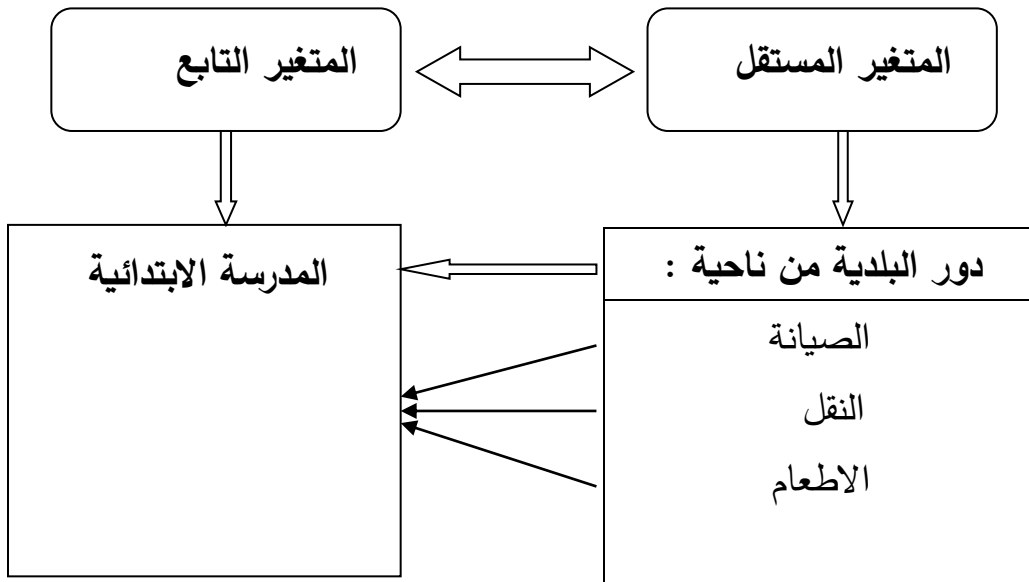 المتغير المستقل
المتغير التابع
دور البلدية من ناحية :
الصيانة
النقل
الاطعام
المدرسة الابتدائية